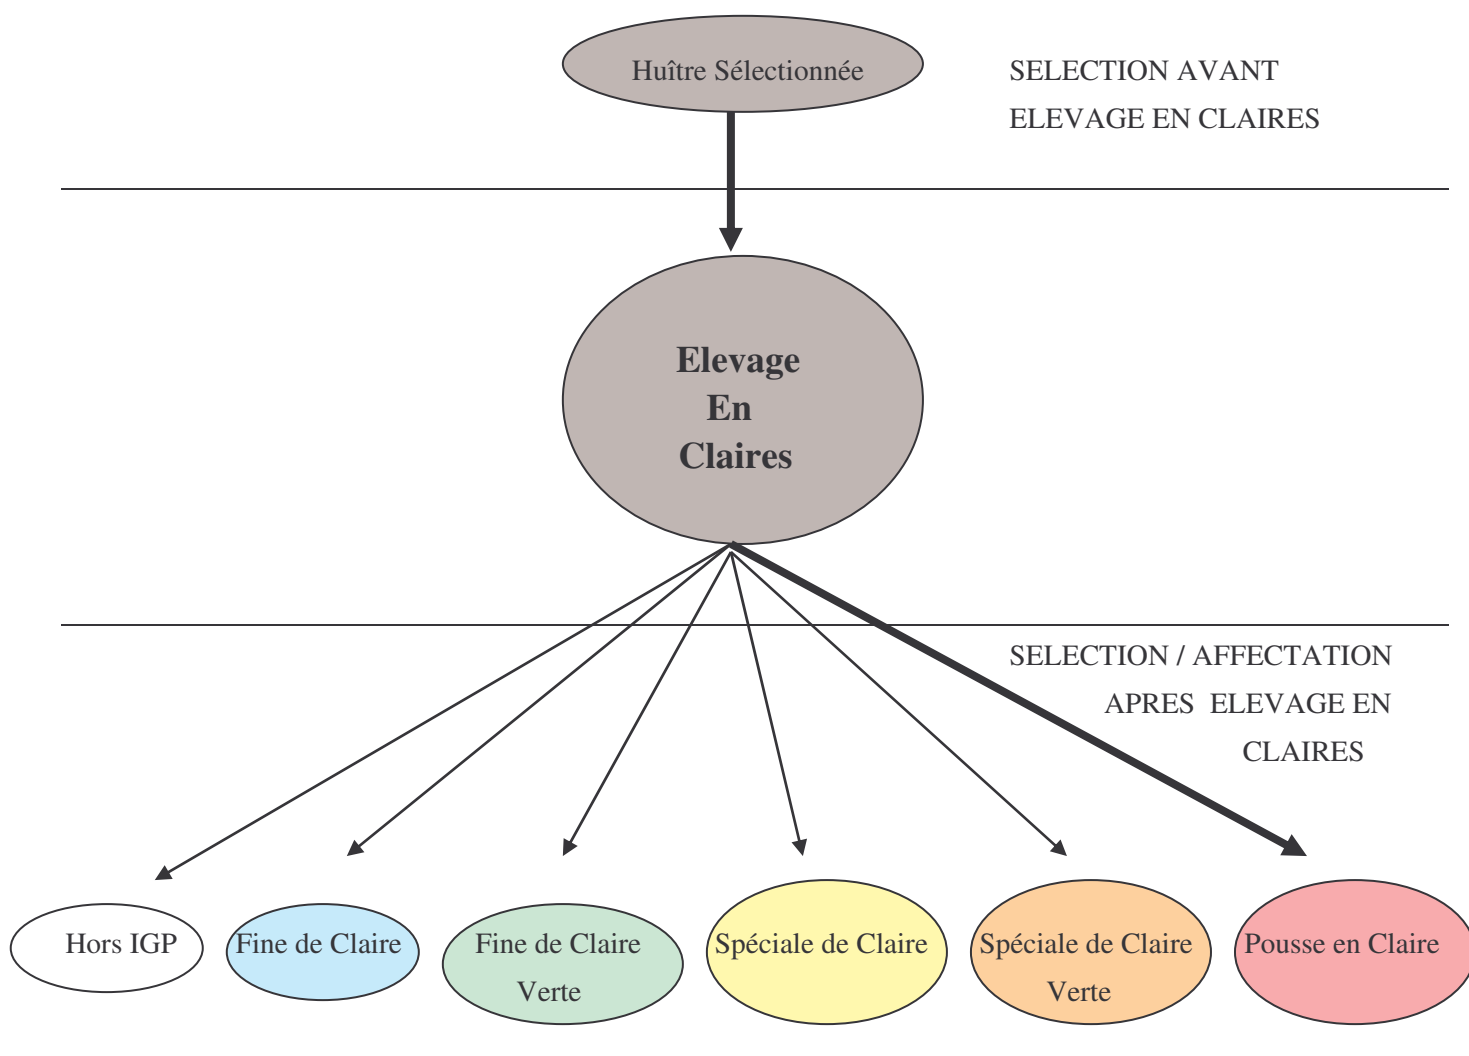 Huître Sélectionnée
SELECTION AVANT
ELEVAGE EN CLAIRES
Elevage
En
Claires
SELECTION / AFFECTATION
APRES ELEVAGE EN
CLAIRES
Hors IGP
Fine de Claire
Fine de Claire
Verte
Spéciale de Claire
Spéciale de Claire
Verte
Pousse en Claire